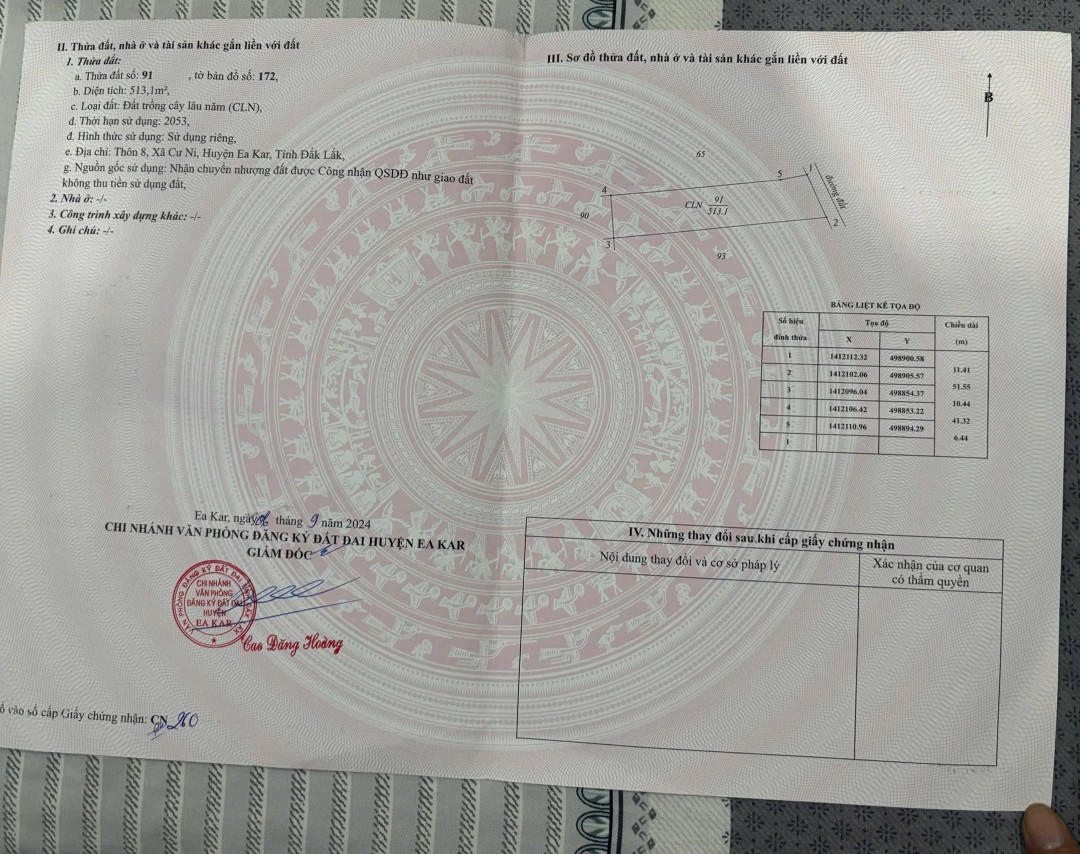 II. Thửa đất, nhà ở và tài sản khác gắn liền với đất
1. Thửa đất:
a. Thửa đất số: 91 , tờ bản đồ số: 172,
b. Diện tích: 513,1m²,
c. Loại đất: Đất trồng cây lâu năm (CLN),
d. Thời hạn sử dụng: 2053,
đ. Hình thức sử dụng: Sử dụng riêng,
e. Địa chỉ: Thôn 8, Xã Cư Ni, Huyện Ea Kar, Tỉnh Đắk Lắk,
g. Nguồn gốc sử dụng: Nhận chuyển nhượng đất được Công nhận QSDĐ như giao đất
không thu tiền sử dụng đất,
2. Nhà ở: -/-
3. Công trình xây dựng khác: -/-
4. Ghi chú: -/-
Ea Kar, ngày 06 tháng 9 năm 2024
CHI NHÁNH VĂN PHÒNG ĐĂNG KÝ ĐẤT ĐAI HUYỆN EA KAR
GIÁM ĐỐC
VĂN PHÒNG ĐĂNG KÝ ĐẤT ĐAI TỈNH ĐẮK LẮK
CHI NHÁNH
VĂN PHÒNG
ĐĂNG KÝ ĐẤT ĐAI
HUYỆN
EA KAR
Cao Đăng Hoàng
ố vào sổ cấp Giấy chứng nhận: CN 260
III. Sơ đồ thửa đất, nhà ở và tài sản khác gắn liền với đất
B
65
5
1
đường đất
4
CLN 91
513.1
90
2
3
93
BẢNG LIỆT KÊ TỌA ĐỘ
Số hiệu đỉnh thửa Tọa độ Chiều dài (m)
X Y
1 1412112.32 498900.58
11.41
2 1412102.06 498905.57
51.55
3 1412096.04 498854.37
10.44
4 1412106.42 498853.22
41.32
5 1412110.96 498894.29
6.44
1
IV. Những thay đổi sau khi cấp giấy chứng nhận
Nội dung thay đổi và cơ sở pháp lý
Xác nhận của cơ quan
có thẩm quyền